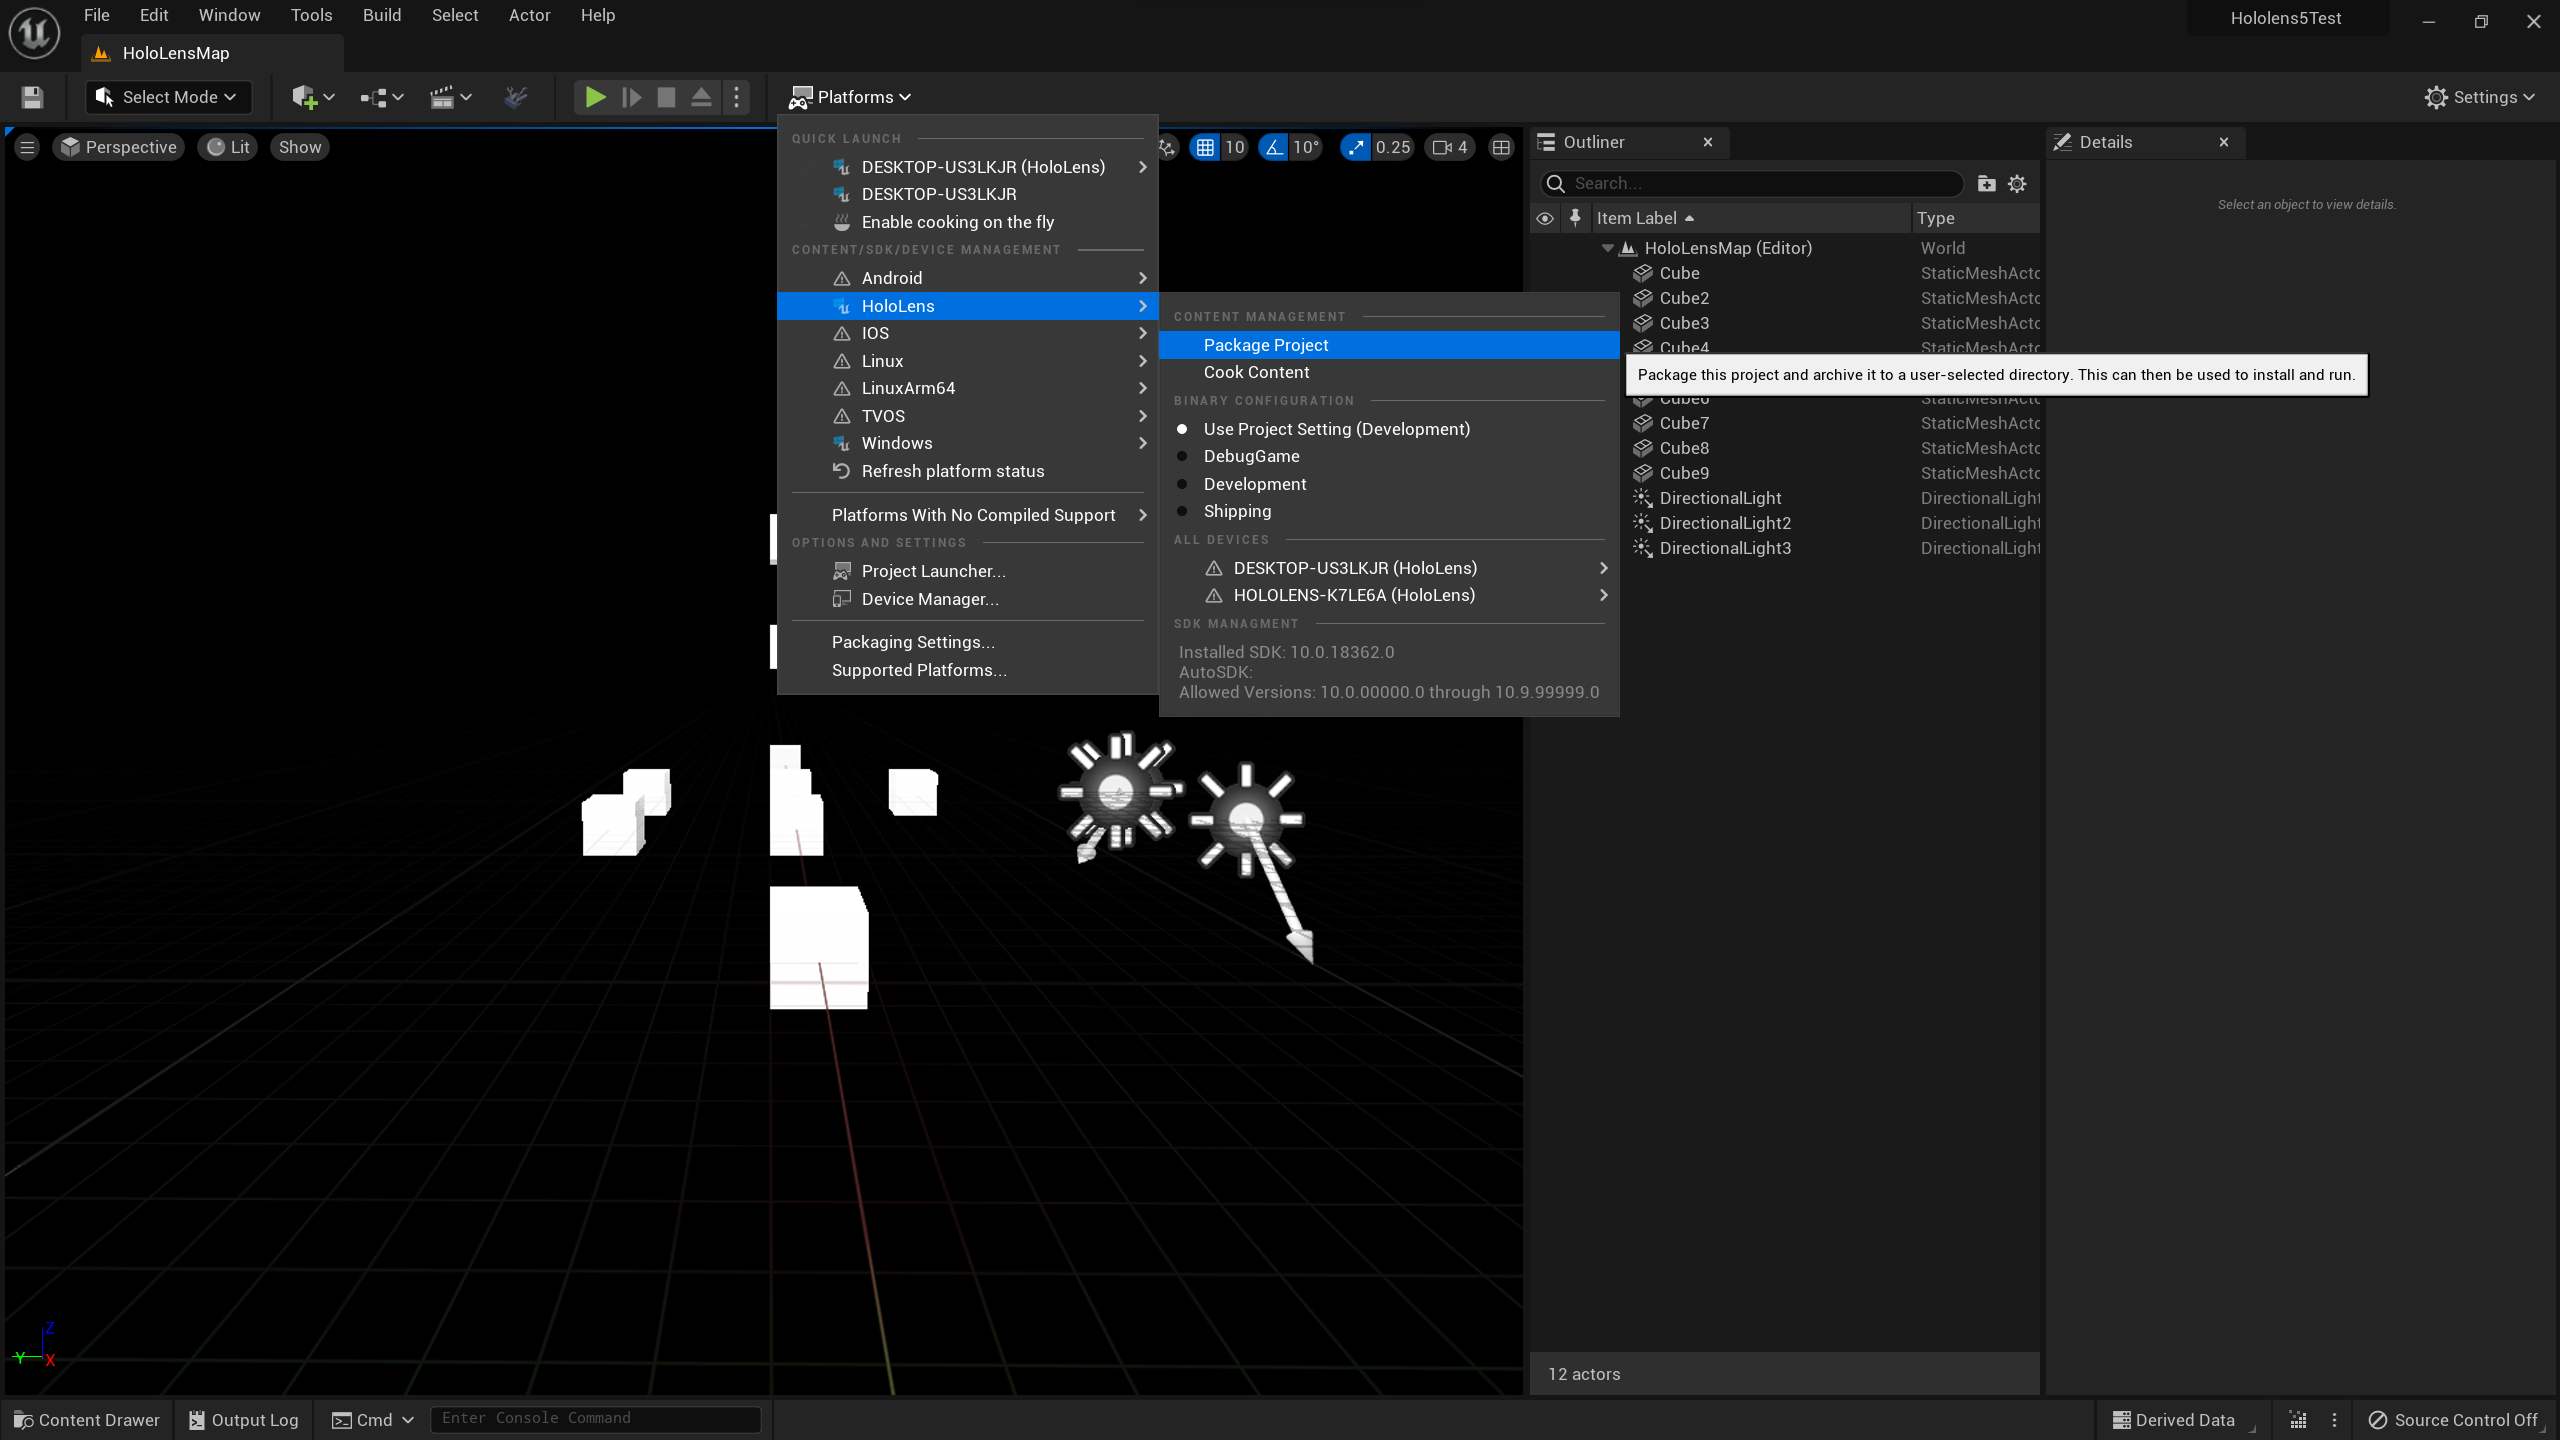 File Edit Window Tools Build Select Actor Help
Hololens5Test
HoloLensMap
Select Mode
Platforms
Settings
Perspective Lit Show
10 10° 0.25 4
QUICK LAUNCH
DESKTOP-US3LKJR (HoloLens)
DESKTOP-US3LKJR
Enable cooking on the fly
CONTENT/SDK/DEVICE MANAGEMENT
Android
HoloLens
IOS
Linux
LinuxArm64
TVOS
Windows
Refresh platform status
Platforms With No Compiled Support
OPTIONS AND SETTINGS
Project Launcher...
Device Manager...
Packaging Settings...
Supported Platforms...
CONTENT MANAGEMENT
Package Project
Cook Content
BINARY CONFIGURATION
Use Project Setting (Development)
DebugGame
Development
Shipping
ALL DEVICES
DESKTOP-US3LKJR (HoloLens)
HOLOLENS-K7LE6A (HoloLens)
SDK MANAGMENT
Installed SDK: 10.0.18362.0
AutoSDK:
Allowed Versions: 10.0.00000.0 through 10.9.99999.0
Package this project and archive it to a user-selected directory. This can then be used to install and run.
Outliner
Search...
Item Label Type
HoloLensMap (Editor) World
Cube StaticMeshActo
Cube2 StaticMeshActo
Cube3 StaticMeshActo
Cube4 StaticMeshActo
Cube6 StaticMeshActo
Cube7 StaticMeshActo
Cube8 StaticMeshActo
Cube9 StaticMeshActo
DirectionalLight DirectionalLight
DirectionalLight2 DirectionalLight
DirectionalLight3 DirectionalLight
12 actors
Details
Select an object to view details.
Z
Y X
Content Drawer Output Log Cmd Enter Console Command
Derived Data Source Control Off